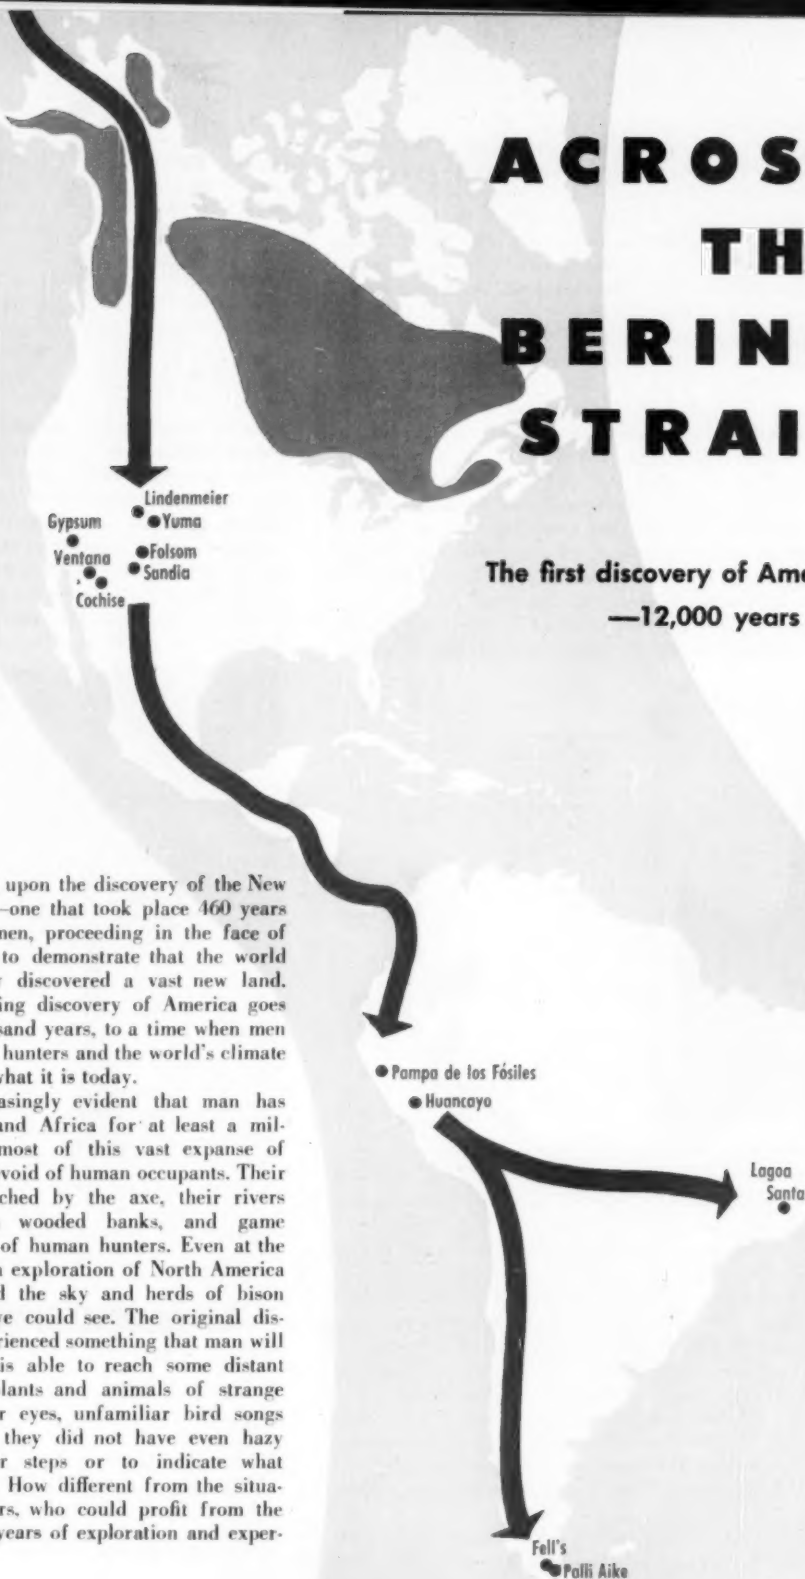 ACROS
TH
BERIN
STRAI
The first discovery of Ame
—12,000 years
Lindenmeier
Gypsum
Yuma
Ventana
Folsom
Sandia
Cochise
upon the discovery of the New
—one that took place 460 years
men, proceeding in the face of
to demonstrate that the world
discovered a vast new land.
ing discovery of America goes
sand years, to a time when men
hunters and the world's climate
what it is today.
asingly evident that man has
and Africa for at least a mil-
most of this vast expanse of
void of human occupants. Their
ched by the axe, their rivers
wooded banks, and game
of human hunters. Even at the
exploration of North America
the sky and herds of bison
could see. The original dis-
rienced something that man will
is able to reach some distant
lants and animals of strange
eyes, unfamiliar bird songs
they did not have even hazy
steps or to indicate what
How different from the situa-
rs, who could profit from the
years of exploration and exper-
Pampa de los Fósiles
Huancayo
Lagoa
Santa
Fell's
Palli Aike